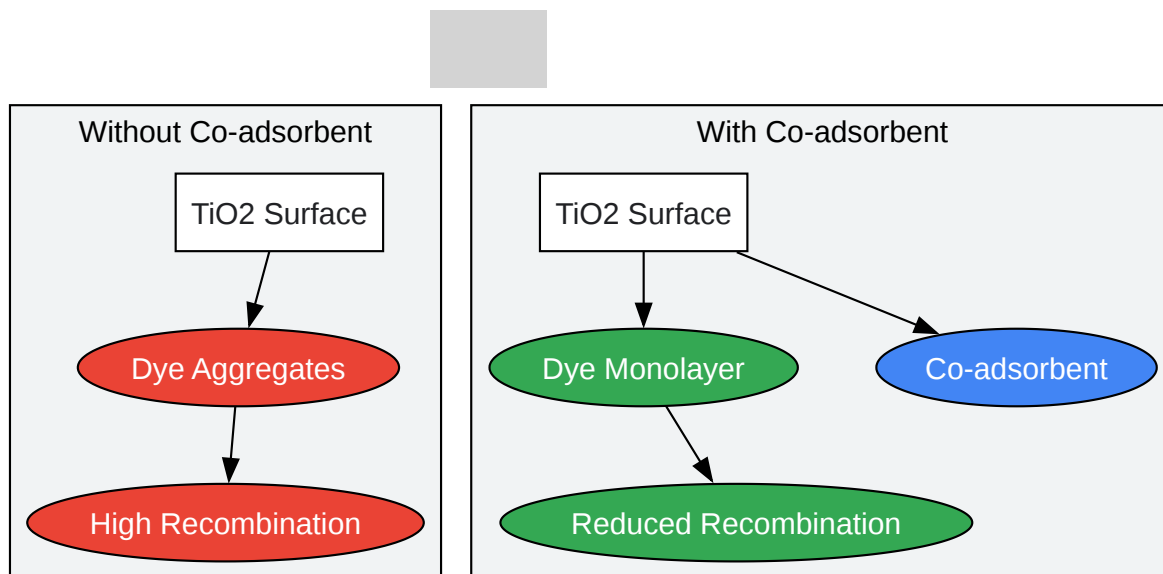 Without Co-adsorbent
TiO2 Surface
Dye Aggregates
High Recombination
With Co-adsorbent
TiO2 Surface
Dye Monolayer
Co-adsorbent
Reduced Recombination